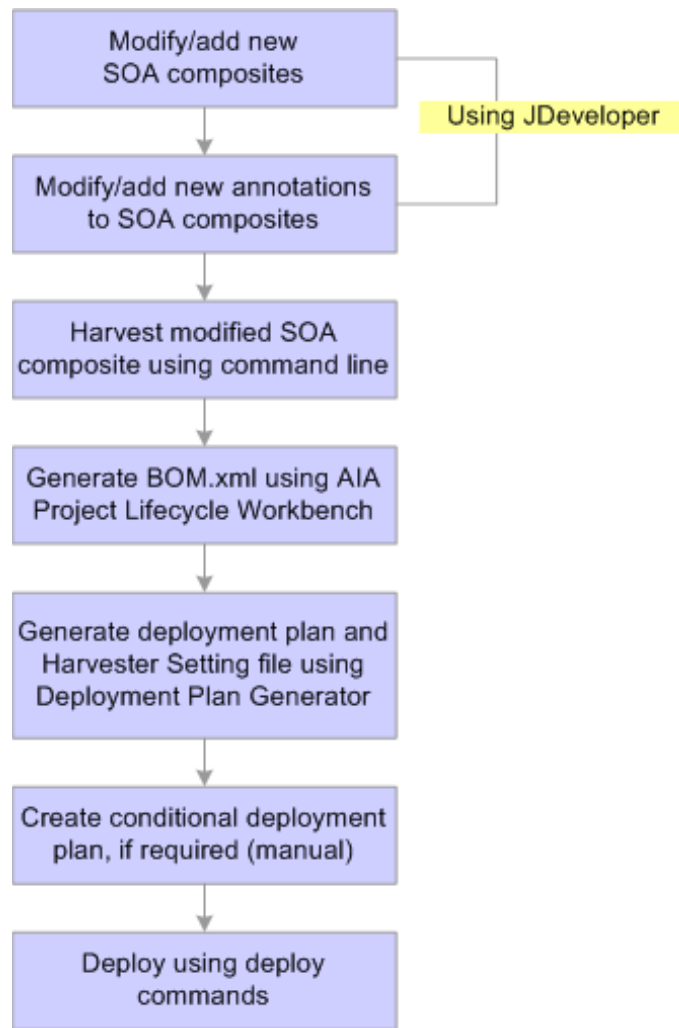 Modify/add new
SOA composites
Using JDeveloper
Modify/add new annotations
to SOA composites
Harvest modified SOA
composite using command line
Generate BOM.xml using AIA
Project Lifecycle Workbench
Generate deployment plan and
Harvester Setting file using
Deployment Plan Generator
Create conditional deployment
plan, if required (manual)
Deploy using deploy
commands